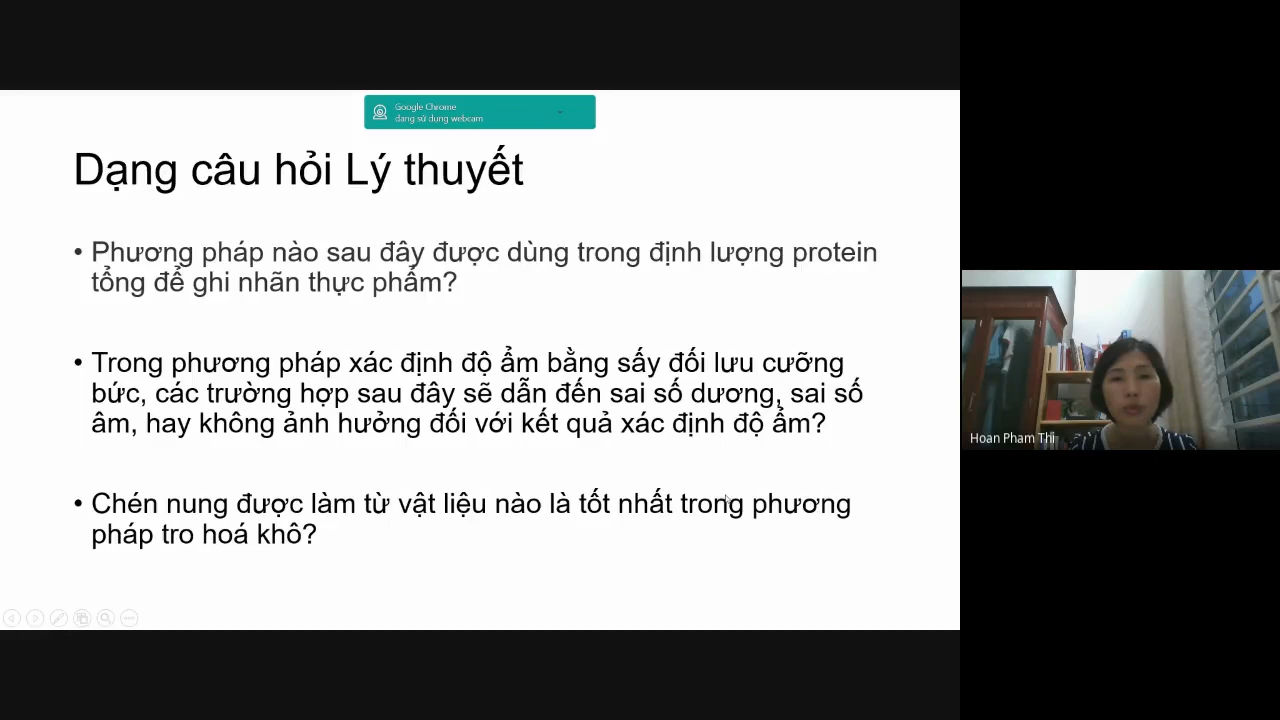 Google Chrome
đang sử dụng webcam
Dạng câu hỏi Lý thuyết
• Phương pháp nào sau đây được dùng trong định lượng protein
tổng để ghi nhãn thực phẩm?
• Trong phương pháp xác định độ ẩm bằng sấy đối lưu cưỡng
bức, các trường hợp sau đây sẽ dẫn đến sai số dương, sai số
âm, hay không ảnh hưởng đối với kết quả xác định độ ẩm?
• Chén nung được làm từ vật liệu nào là tốt nhất trong phương
pháp tro hoá khô?
Hoan Pham Thi